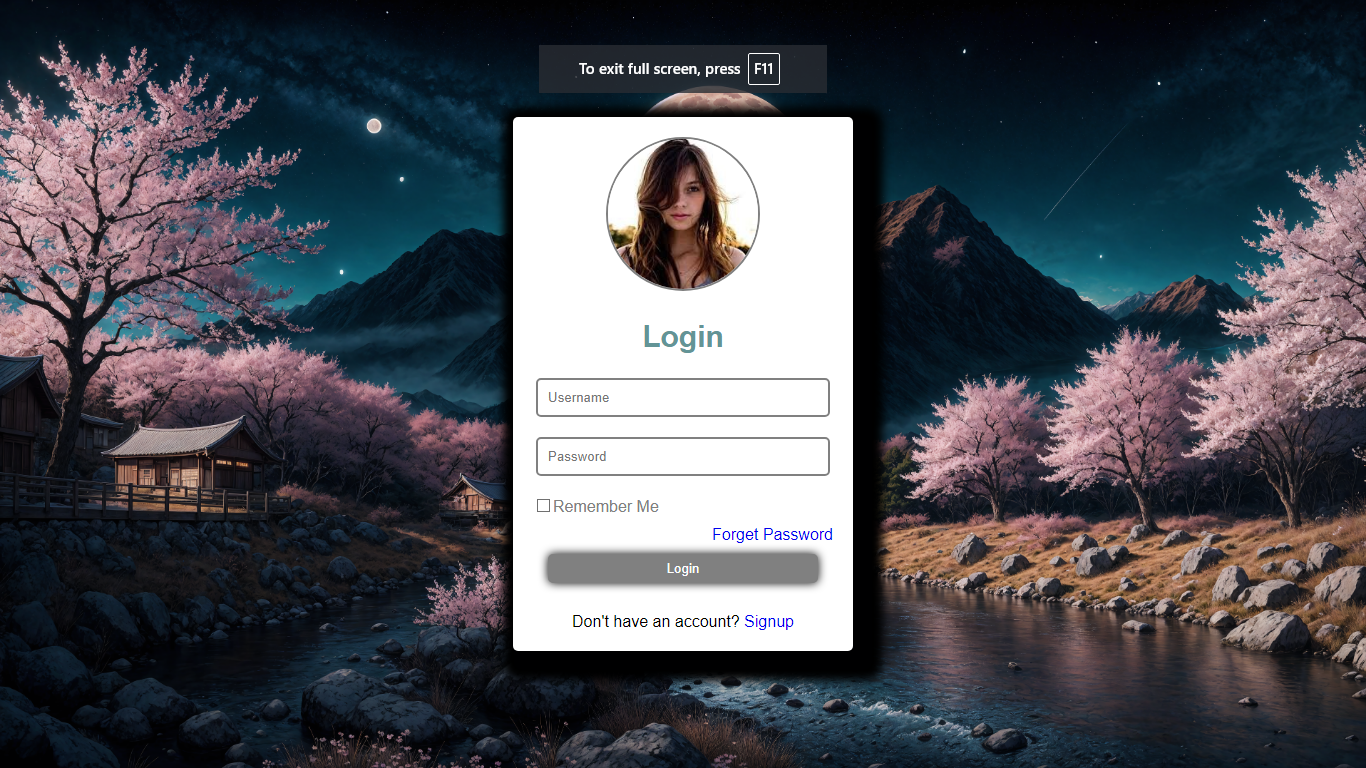 To exit full screen, press F11
Login
Username
Password
Remember Me
Forget Password
Login
Don't have an account? Signup